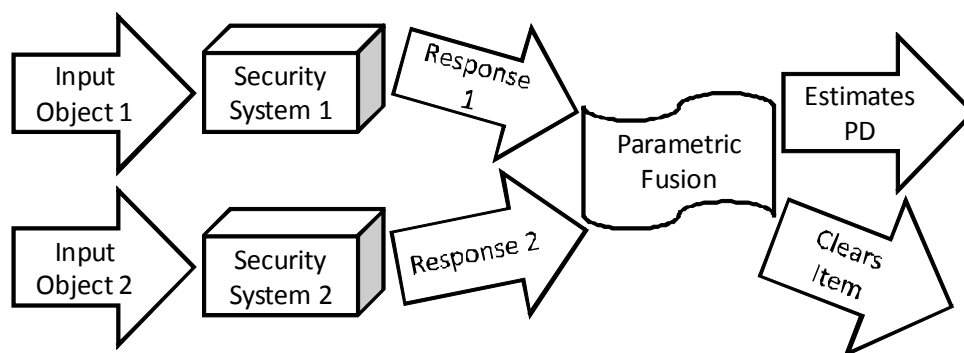 Input
Object 1
Security
System 1
Response
1
Input
Object 2
Security
System 2
Response 2
Parametric
Fusion
Estimates
PD
Clears
Item